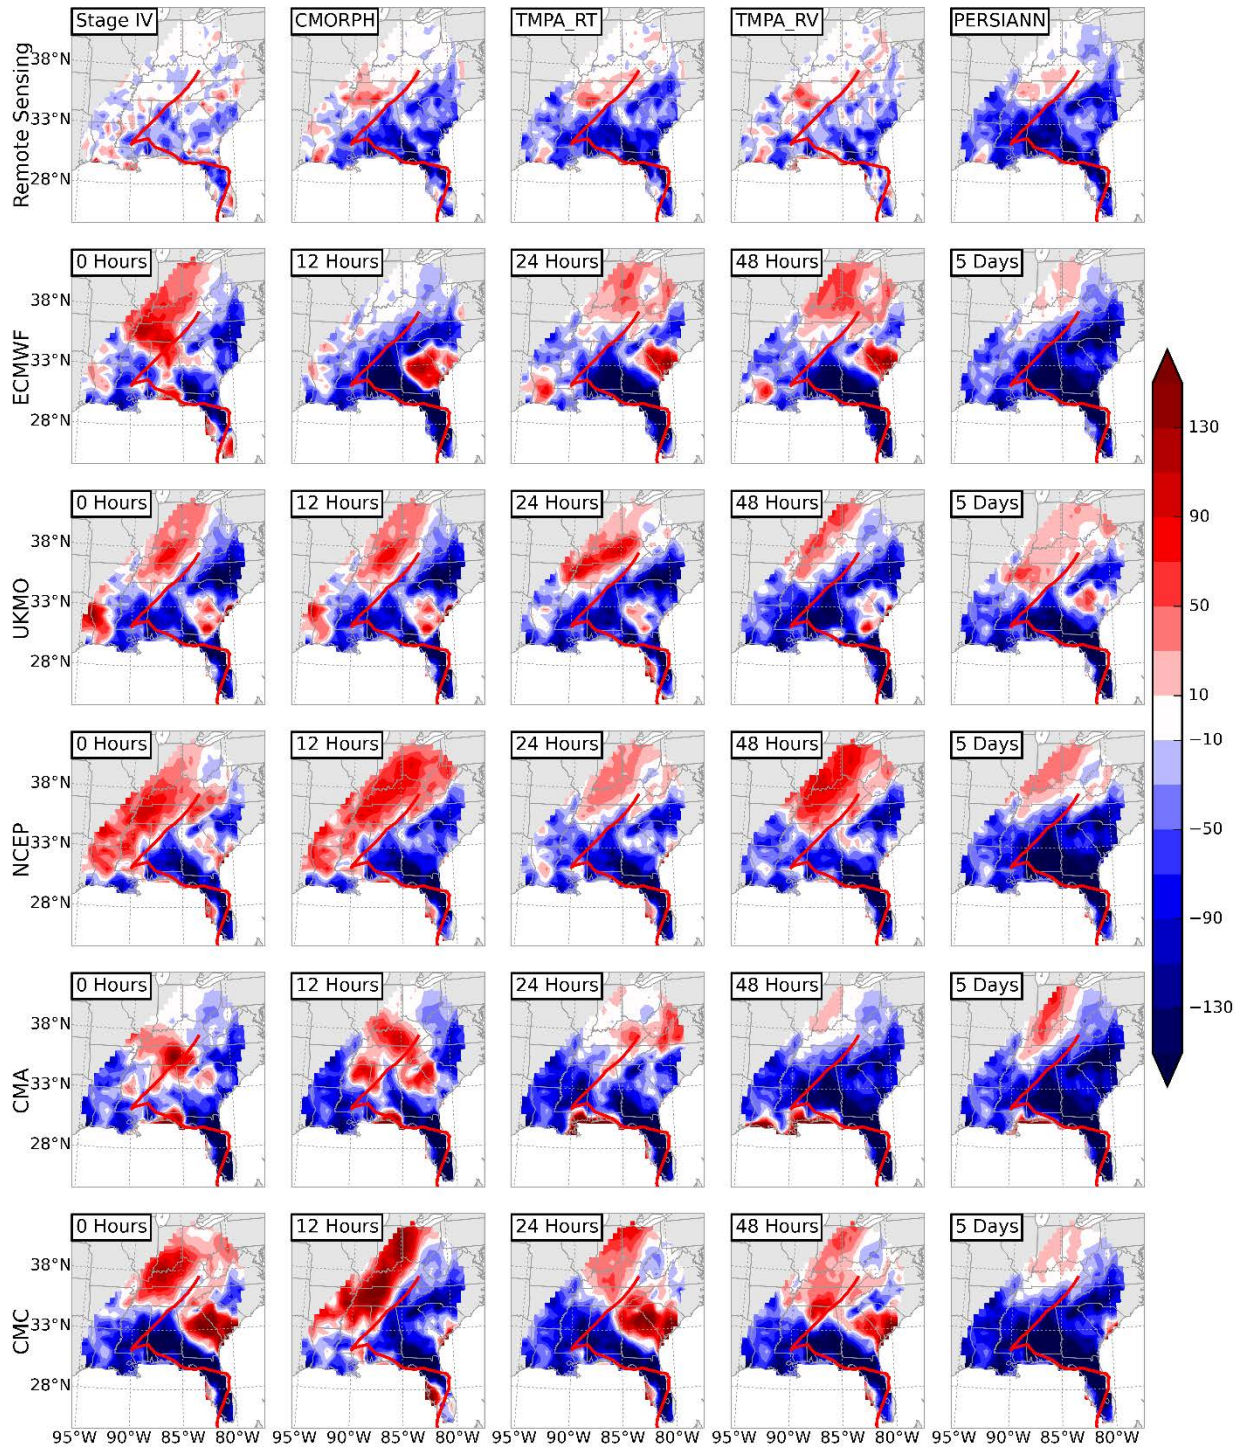 Stage IV CMORPH TMPA_RT TMPA_RV PERSIANN
Remote Sensing
38°N
33°N
28°N
0 Hours 12 Hours 24 Hours 48 Hours 5 Days
ECMWF
38°N
33°N
28°N
0 Hours 12 Hours 24 Hours 48 Hours 5 Days
UKMO
38°N
33°N
28°N
0 Hours 12 Hours 24 Hours 48 Hours 5 Days
NCEP
38°N
33°N
28°N
0 Hours 12 Hours 24 Hours 48 Hours 5 Days
CMA
38°N
33°N
28°N
0 Hours 12 Hours 24 Hours 48 Hours 5 Days
CMC
38°N
33°N
28°N
95°W 90°W 85°W 80°W 95°W 90°W 85°W 80°W 95°W 90°W 85°W 80°W 95°W 90°W 85°W 80°W 95°W 90°W 85°W 80°W
130
90
50
10
−10
−50
−90
−130